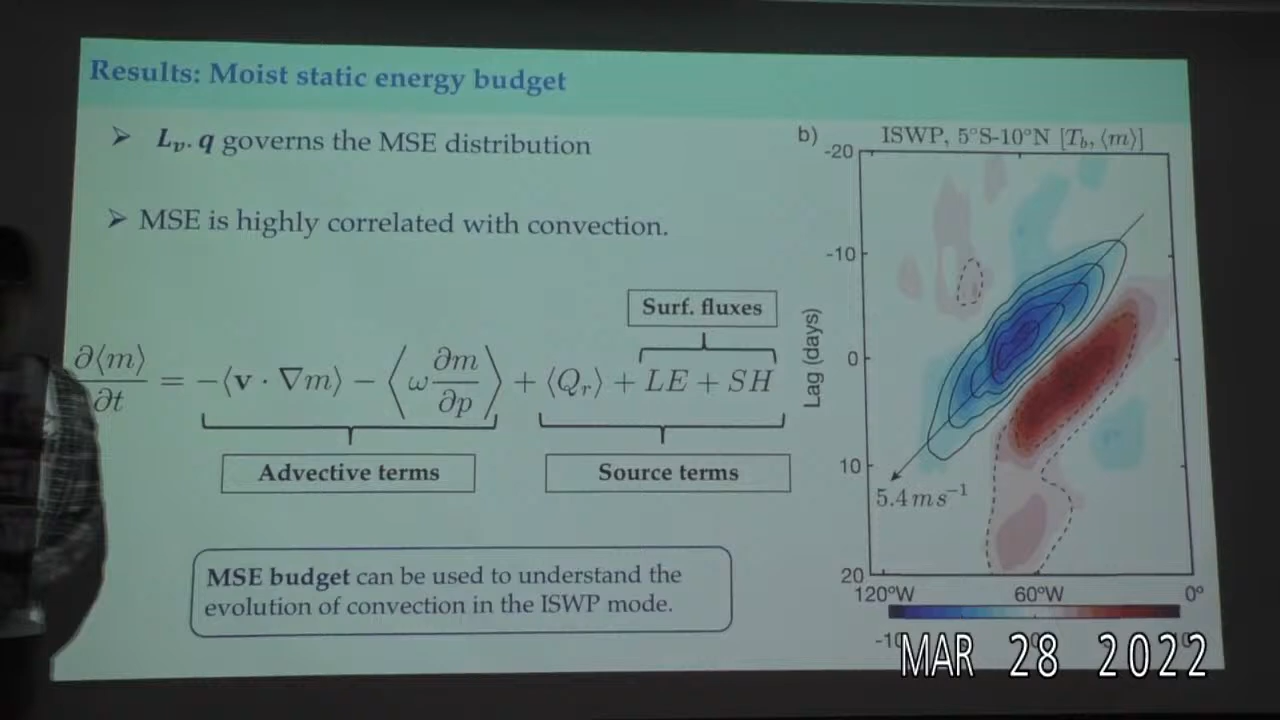 Results: Moist static energy budget
➢ Lᵥ. q governs the MSE distribution
➢ MSE is highly correlated with convection.
Surf. fluxes
∂⟨m⟩/∂t = −⟨v · ∇m⟩ − ⟨ω ∂m/∂p⟩ + ⟨Qᵣ⟩ + LE + SH
Advective terms
Source terms
MSE budget can be used to understand the
evolution of convection in the ISWP mode.
b) ISWP, 5°S-10°N [T_b, ⟨m⟩]
Lag (days)
-20
-10
0
10
20
5.4ms⁻¹
120°W 60°W 0°
MAR 28 2022